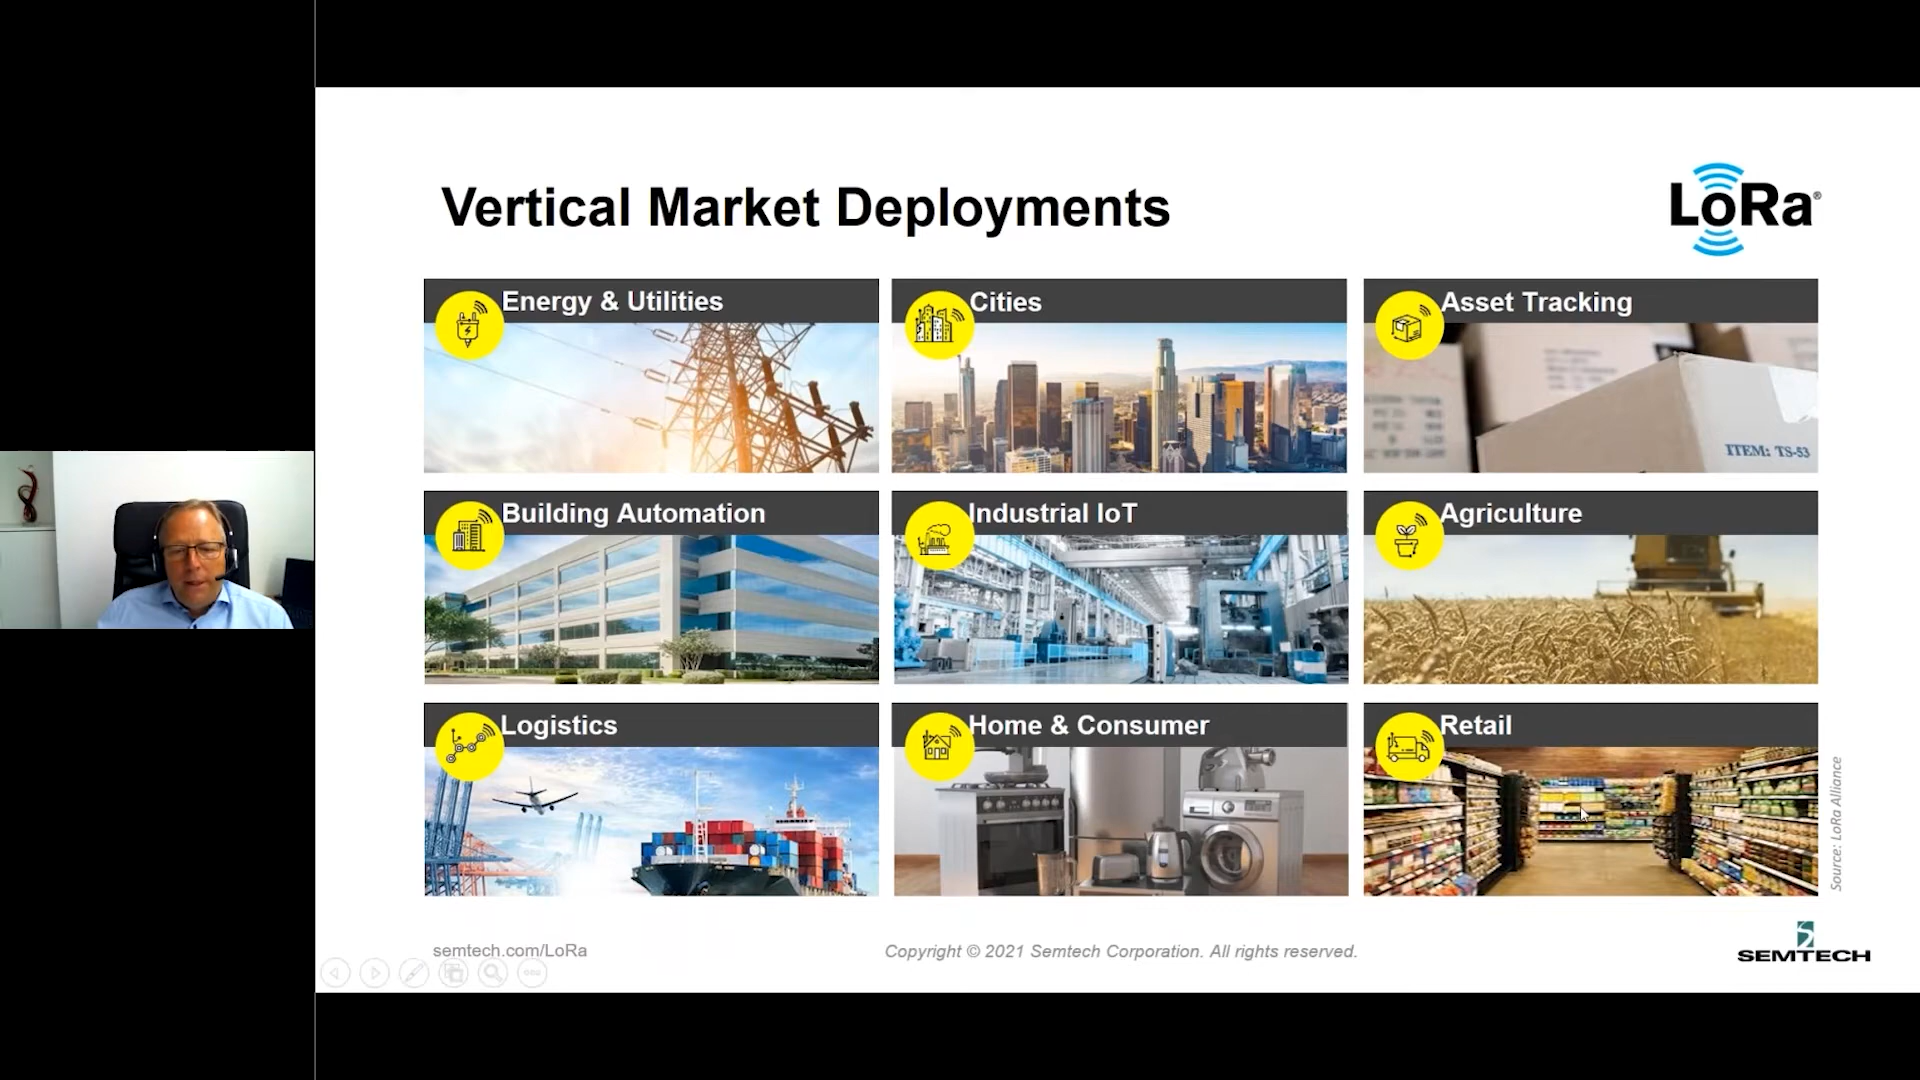 Vertical Market Deployments
LoRa®
Energy & Utilities
Cities
Asset Tracking
ITEM: TS-53
Building Automation
Industrial IoT
Agriculture
Logistics
Home & Consumer
Retail
Source: LoRa Alliance
semtech.com/LoRa
Copyright © 2021 Semtech Corporation. All rights reserved.
SEMTECH